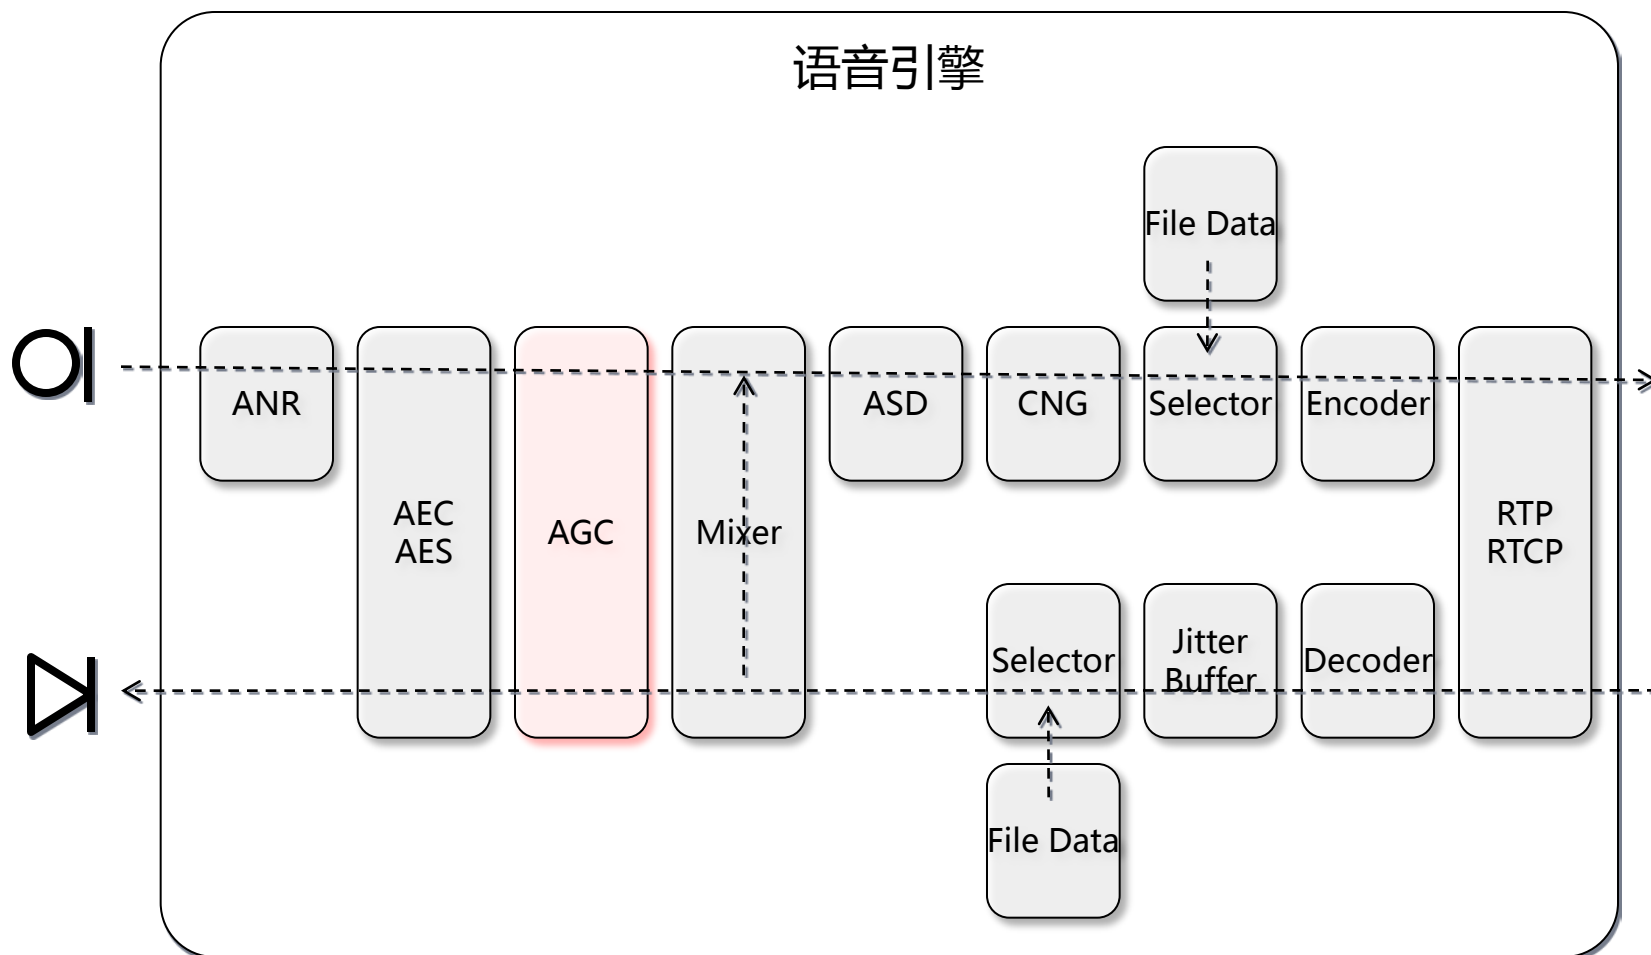 语音引擎
File Data
ANR
AEC
AES
AGC
Mixer
ASD
CNG
Selector
Encoder
RTP
RTCP
Selector
Jitter
Buffer
Decoder
File Data